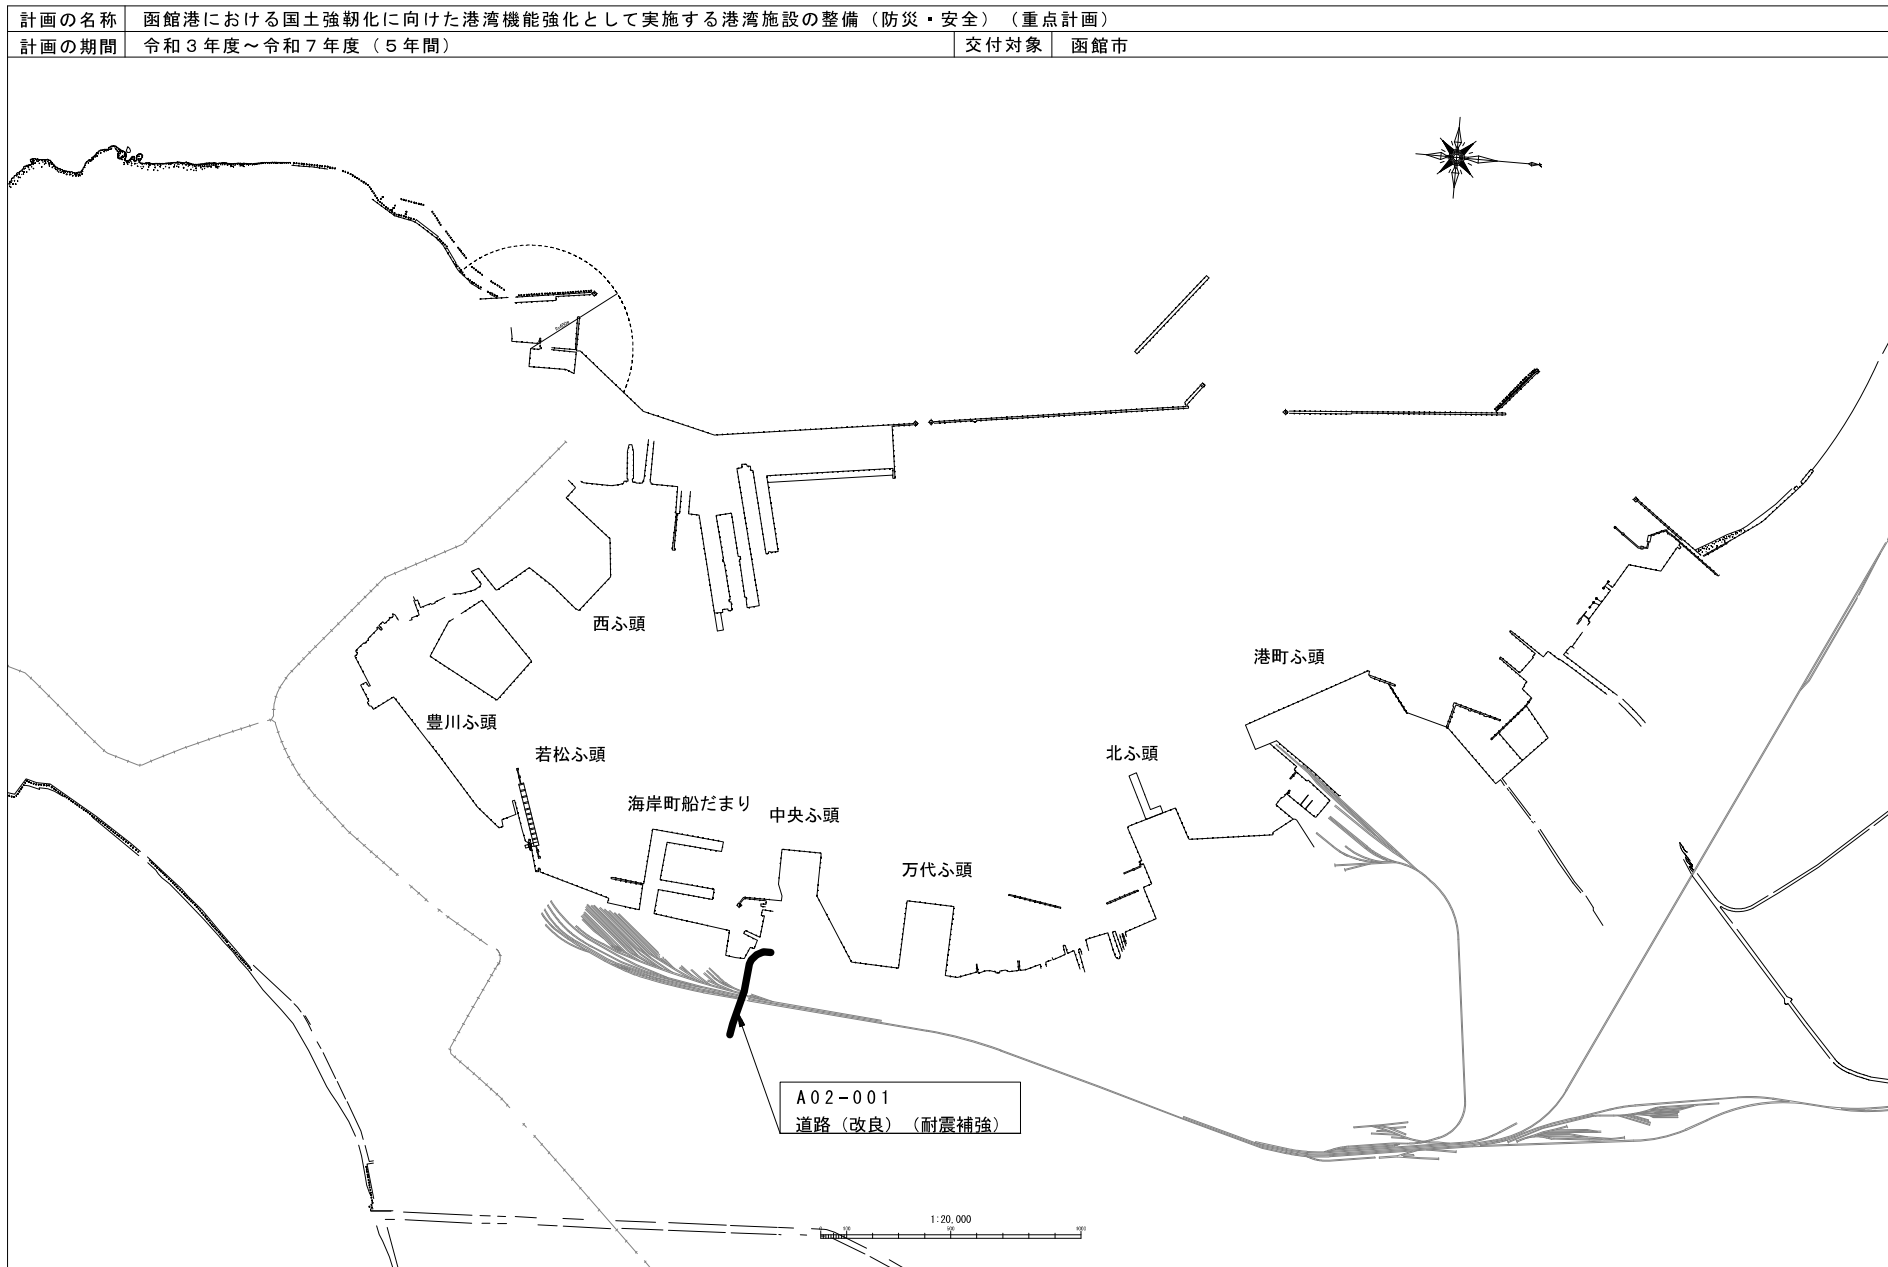 計画の名称 函館港における国土強靭化に向けた港湾機能強化として実施する港湾施設の整備（防災・安全）（重点計画）
計画の期間 令和３年度～令和７年度（５年間） 交付対象 函館市
西ふ頭
港町ふ頭
豊川ふ頭
若松ふ頭
北ふ頭
海岸町船だまり
中央ふ頭
万代ふ頭
A02-001
道路（改良）（耐震補強）
1:20,000
0 100 500 1000